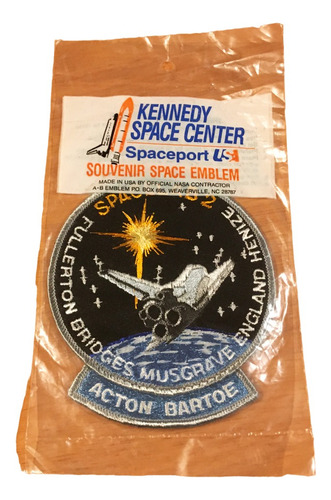 KENNEDY
SPACE CENTER
Spaceport USA
SOUVENIR SPACE EMBLEM
MADE IN USA BY OFFICIAL NASA CONTRACTOR
A-B EMBLEM P.O. BOX 695, WEAVERVILLE, NC 28787
2
FULLERTON BRIDGES MUSGRAVE ENGLAND HENIZE
ACTON BARTOE